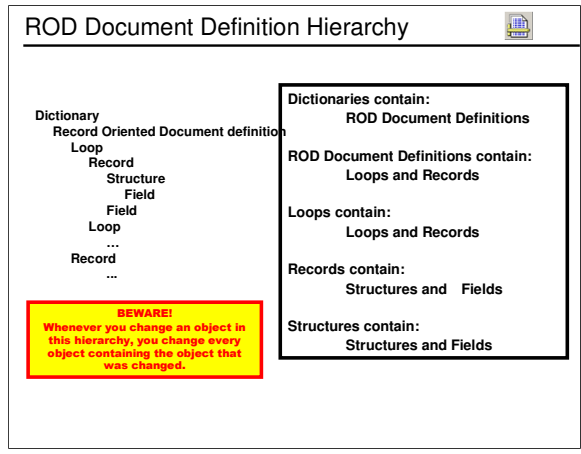 ROD Document Definition Hierarchy
Dictionary
Record Oriented Document definition
Loop
Record
Structure
Field
Field
Loop
...
Record
...
BEWARE!
Whenever you change an object in
this hierarchy, you change every
object containing the object that
was changed.
Dictionaries contain:
ROD Document Definitions
ROD Document Definitions contain:
Loops and Records
Loops contain:
Loops and Records
Records contain:
Structures and Fields
Structures contain:
Structures and Fields